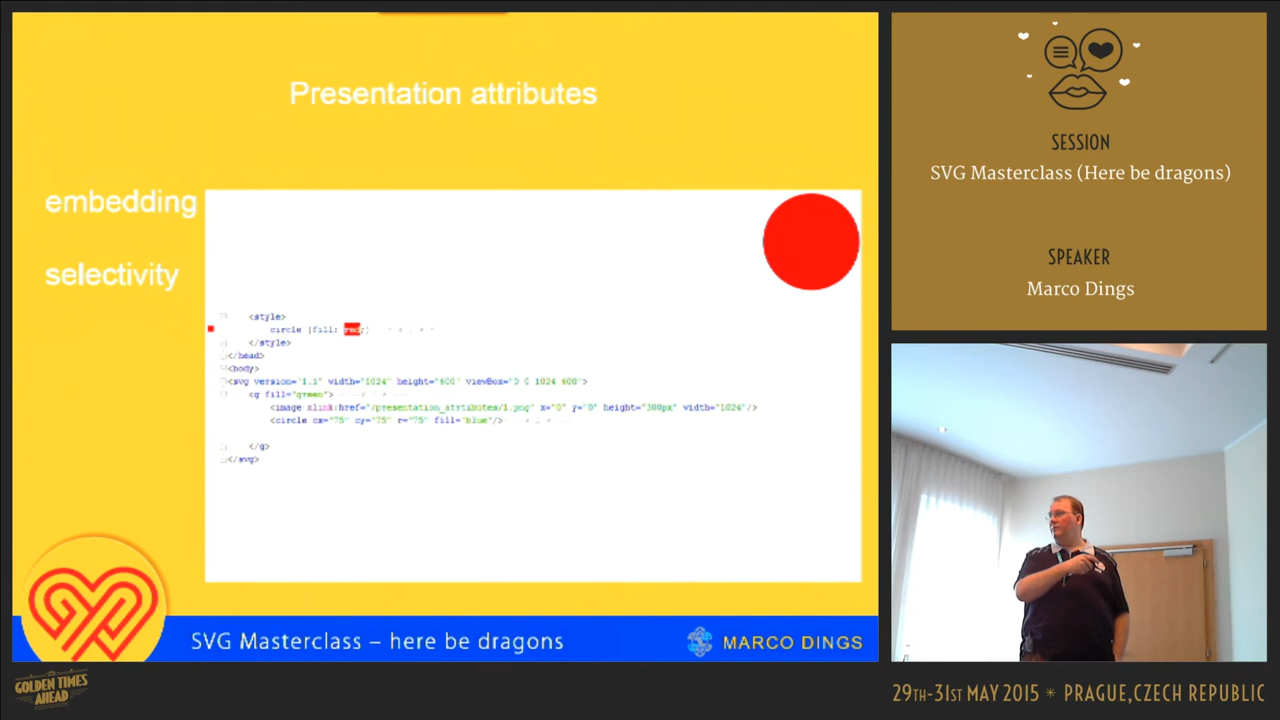 Presentation attributes
embedding
selectivity
<style>
circle {fill: red;}
</style>
</head>
<body>
<svg version="1.1" width="1024" height="600" viewBox="0 0 1024 600">
<g fill="green">
<image xlink:href="/presentation_atrtibutes/1.png" x="0" y="0" height="300px" width="1024"/>
<circle cx="75" cy="75" r="75" fill="blue"/>
</g>
</svg>
SVG Masterclass – here be dragons
MARCO DINGS
SESSION
SVG Masterclass (Here be dragons)
SPEAKER
Marco Dings
GOLDEN TIMES
AHEAD
29TH-31ST MAY 2015 * PRAGUE,CZECH REPUBLIC